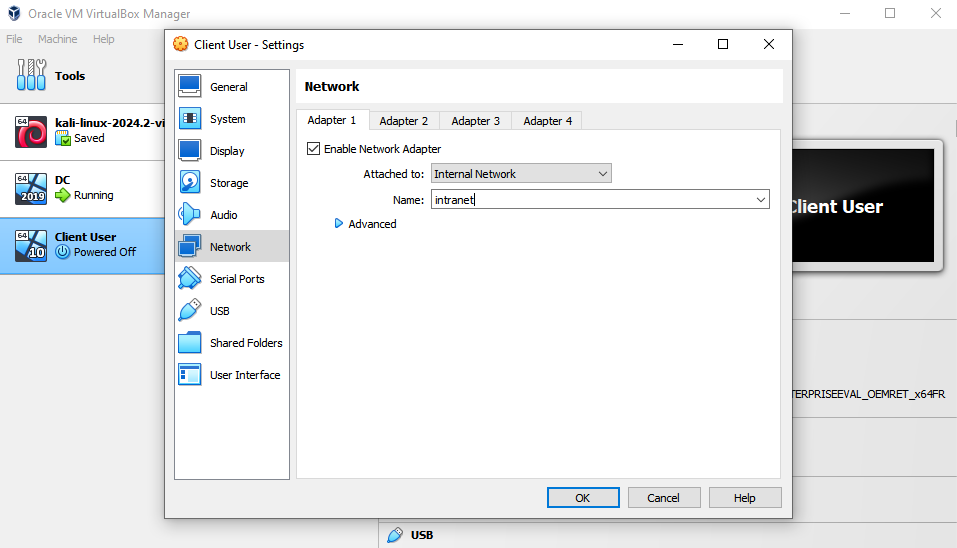 Oracle VM VirtualBox Manager
File Machine Help
Tools
64
kali-linux-2024.2-vi
Saved
64
2019
DC
Running
64
10
Client User
Powered Off
Client User - Settings
General
System
Display
Storage
Audio
Network
Serial Ports
USB
Shared Folders
User Interface
Network
Adapter 1 Adapter 2 Adapter 3 Adapter 4
Enable Network Adapter
Attached to: Internal Network
Name: intranet
Advanced
OK Cancel Help
Client User
TERPRISEEVAL_OEMRET_x64FR
USB